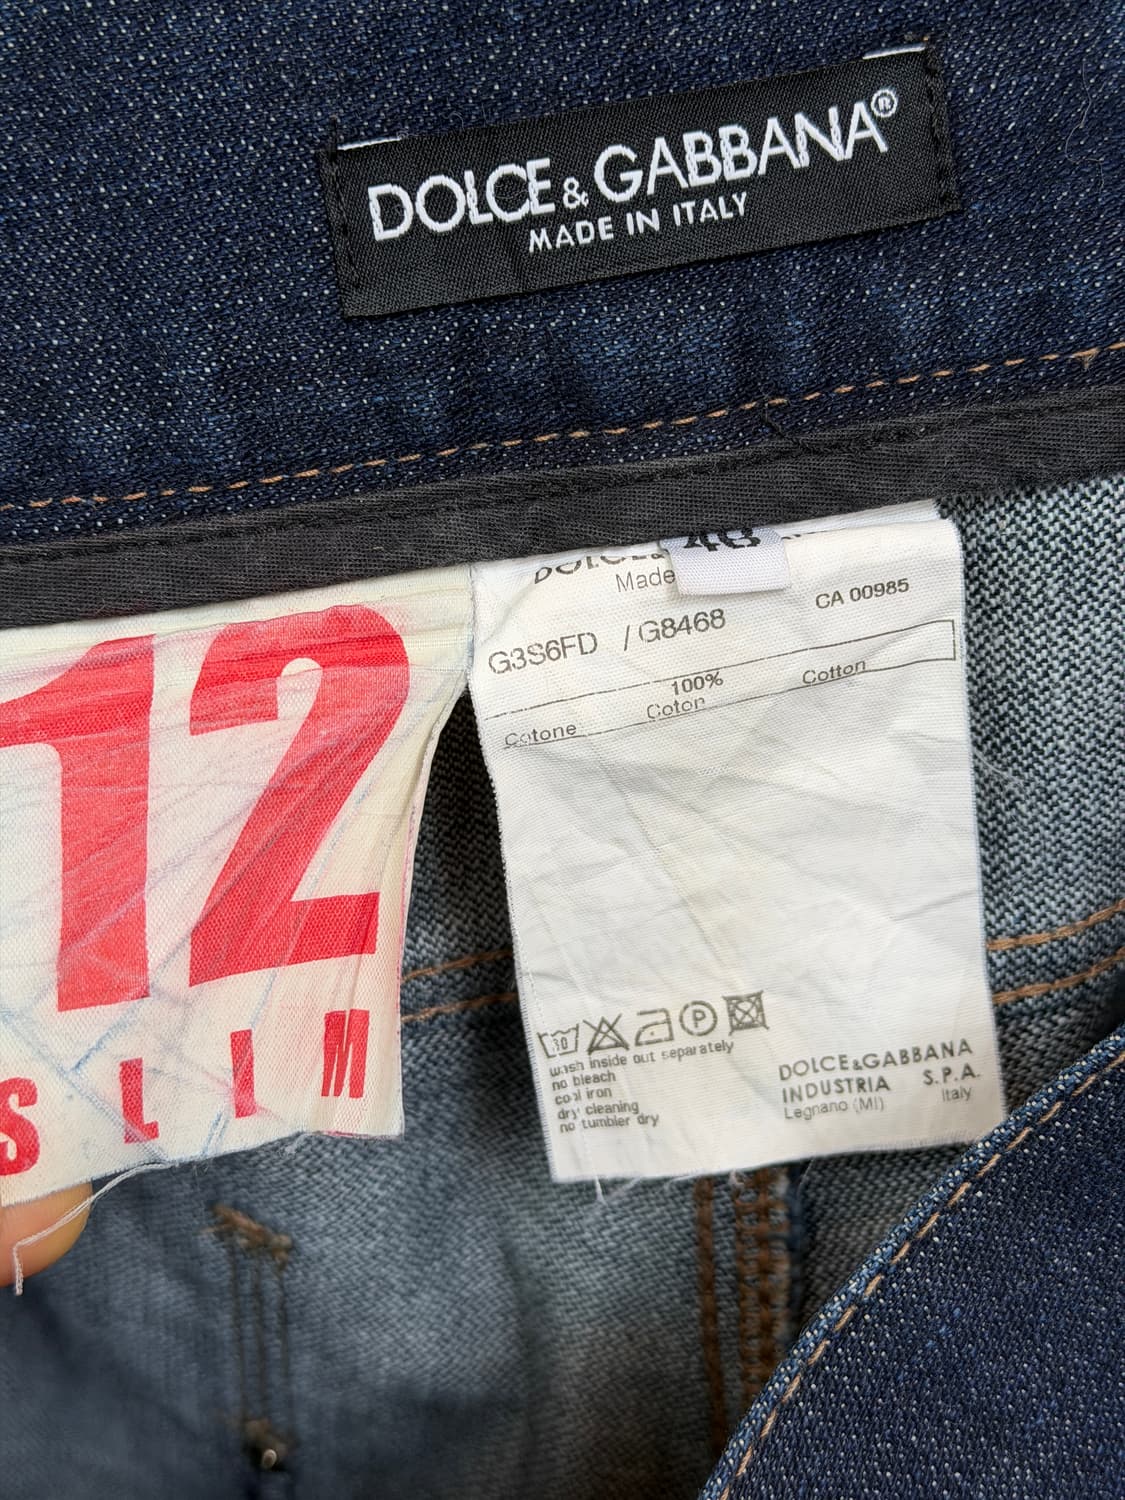 DOLCE & GABBANA®
MADE IN ITALY
12
SLIM
48
Made
CA 00985
G3S6FD / G8468
100%
Cotone Coton Cotton
30 P
wash inside out separately
no bleach
cool iron
dry cleaning
no tumbler dry
DOLCE&GABBANA
INDUSTRIA S.P.A.
Legnano (MI) Italy